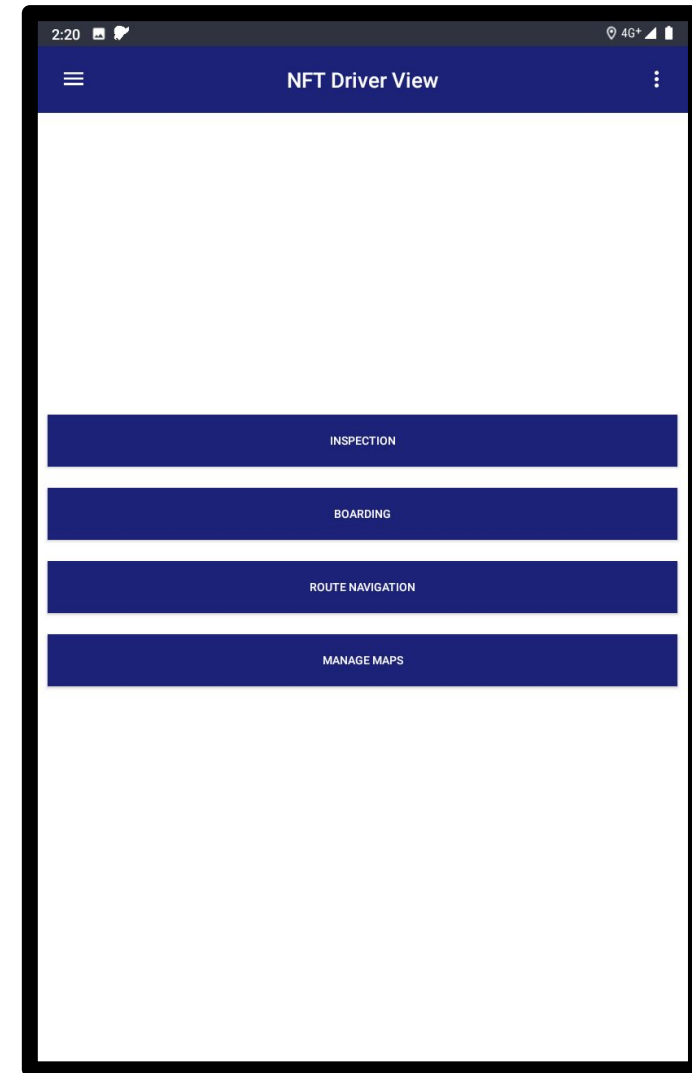 2:20 4G+
NFT Driver View
INSPECTION
BOARDING
ROUTE NAVIGATION
MANAGE MAPS